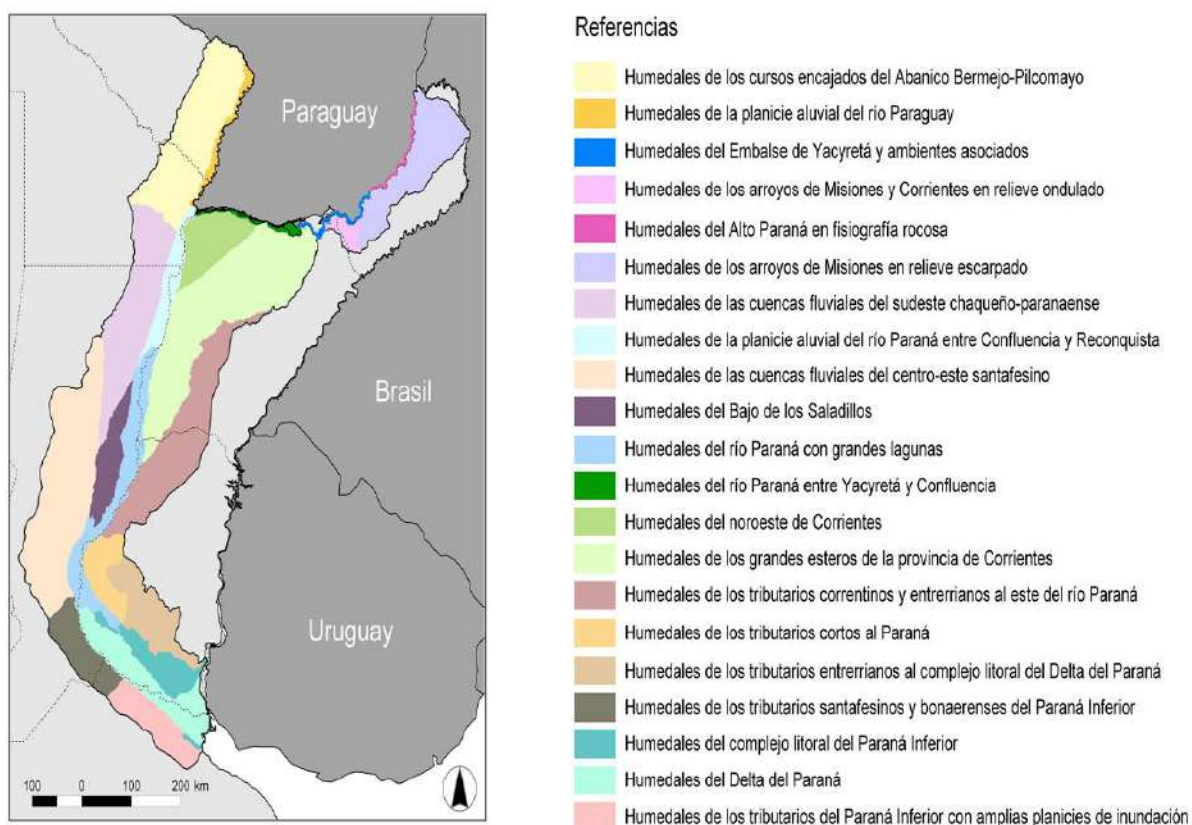 Paraguay
Brasil
Uruguay
100 0 100 200 km
Referencias
Humedales de los cursos encajados del Abanico Bermejo-Pilcomayo
Humedales de la planicie aluvial del río Paraguay
Humedales del Embalse de Yacyretá y ambientes asociados
Humedales de los arroyos de Misiones y Corrientes en relieve ondulado
Humedales del Alto Paraná en fisiografía rocosa
Humedales de los arroyos de Misiones en relieve escarpado
Humedales de las cuencas fluviales del sudeste chaqueño-paranaense
Humedales de la planicie aluvial del río Paraná entre Confluencia y Reconquista
Humedales de las cuencas fluviales del centro-este santafesino
Humedales del Bajo de los Saladillos
Humedales del río Paraná con grandes lagunas
Humedales del río Paraná entre Yacyretá y Confluencia
Humedales del noroeste de Corrientes
Humedales de los grandes esteros de la provincia de Corrientes
Humedales de los tributarios correntinos y entrerrianos al este del río Paraná
Humedales de los tributarios cortos al Paraná
Humedales de los tributarios entrerrianos al complejo litoral del Delta del Paraná
Humedales de los tributarios santafesinos y bonaerenses del Paraná Inferior
Humedales del complejo litoral del Paraná Inferior
Humedales del Delta del Paraná
Humedales de los tributarios del Paraná Inferior con amplias planicies de inundación